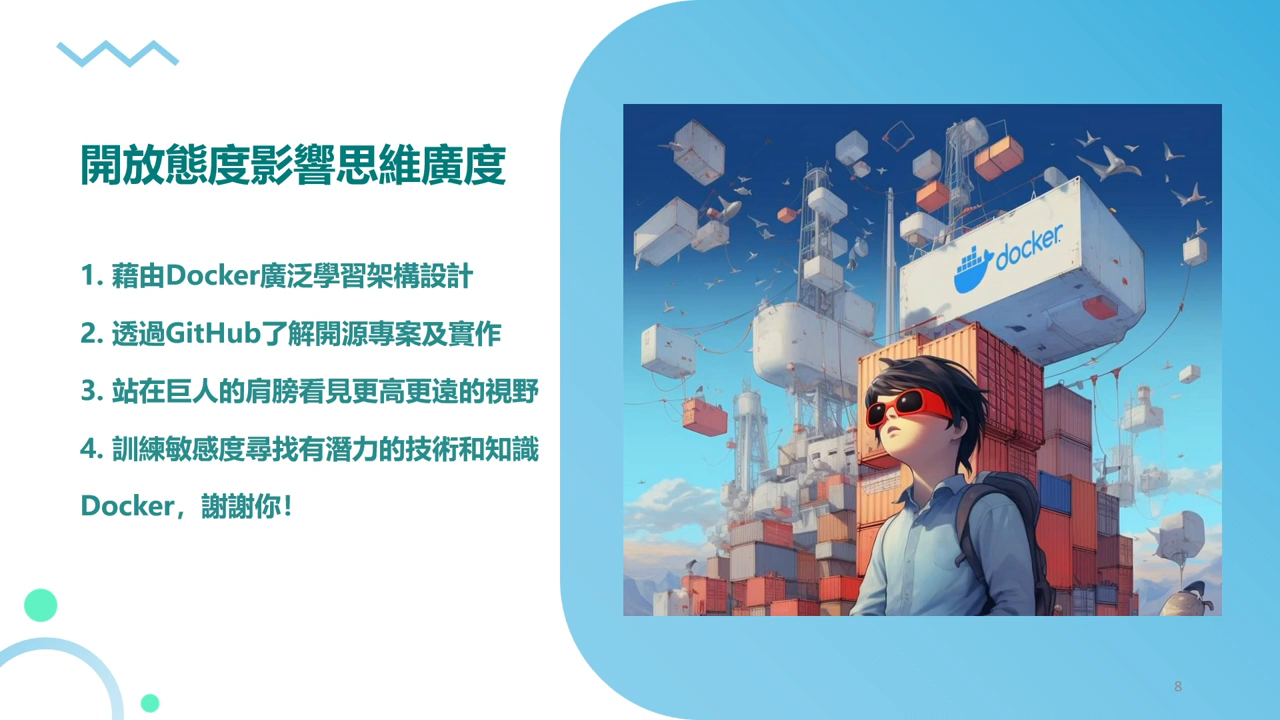 開放態度影響思維廣度
1. 藉由Docker廣泛學習架構設計
2. 透過GitHub了解開源專案及實作
3. 站在巨人的肩膀看見更高更遠的視野
4. 訓練敏感度尋找有潛力的技術和知識
Docker，謝謝你！
docker
8